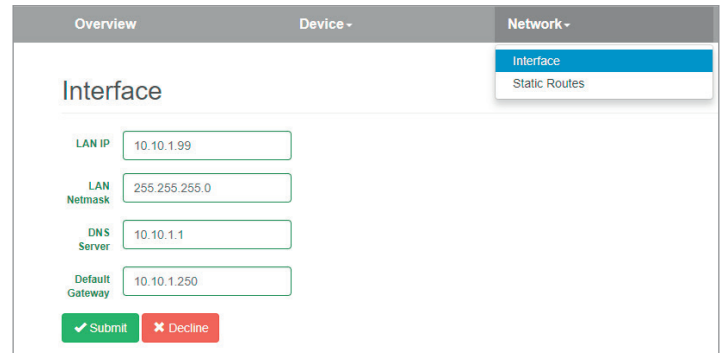 Overview Device Network
Interface
Static Routes
Interface
LAN IP 10.10.1.99
LAN 255.255.255.0
Netmask
DNS 10.10.1.1
Server
Default 10.10.1.250
Gateway
Submit Decline